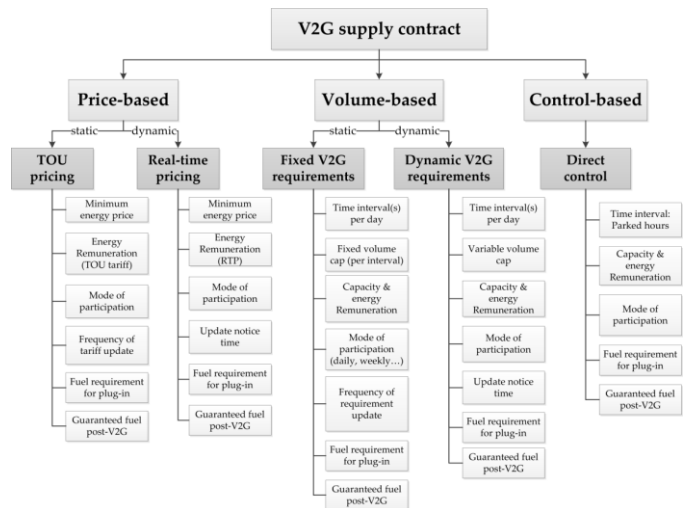 V2G supply contract
Price-based
Volume-based
Control-based
static
dynamic
static
dynamic
TOU
pricing
Real-time
pricing
Fixed V2G
requirements
Dynamic V2G
requirements
Direct
control
Minimum
energy price
Energy
Remuneration
(TOU tariff)
Mode of
participation
Frequency of
tariff update
Fuel requirement
for plug-in
Guaranteed fuel
post-V2G
Minimum
energy price
Energy
Remuneration
(RTP)
Mode of
participation
Update notice
time
Fuel requirement
for plug-in
Guaranteed fuel
post-V2G
Time interval(s)
per day
Fixed volume
cap (per interval)
Capacity &
energy
Remuneration
Mode of
participation
(daily, weekly…)
Frequency of
requirement
update
Fuel requirement
for plug-in
Guaranteed fuel
post-V2G
Time interval(s)
per day
Variable volume
cap
Capacity &
energy
Remuneration
Mode of
participation
Update notice
time
Fuel requirement
for plug-in
Guaranteed fuel
post-V2G
Time interval:
Parked hours
Capacity &
energy
Remuneration
Mode of
participation
Fuel requirement
for plug-in
Guaranteed fuel
post-V2G